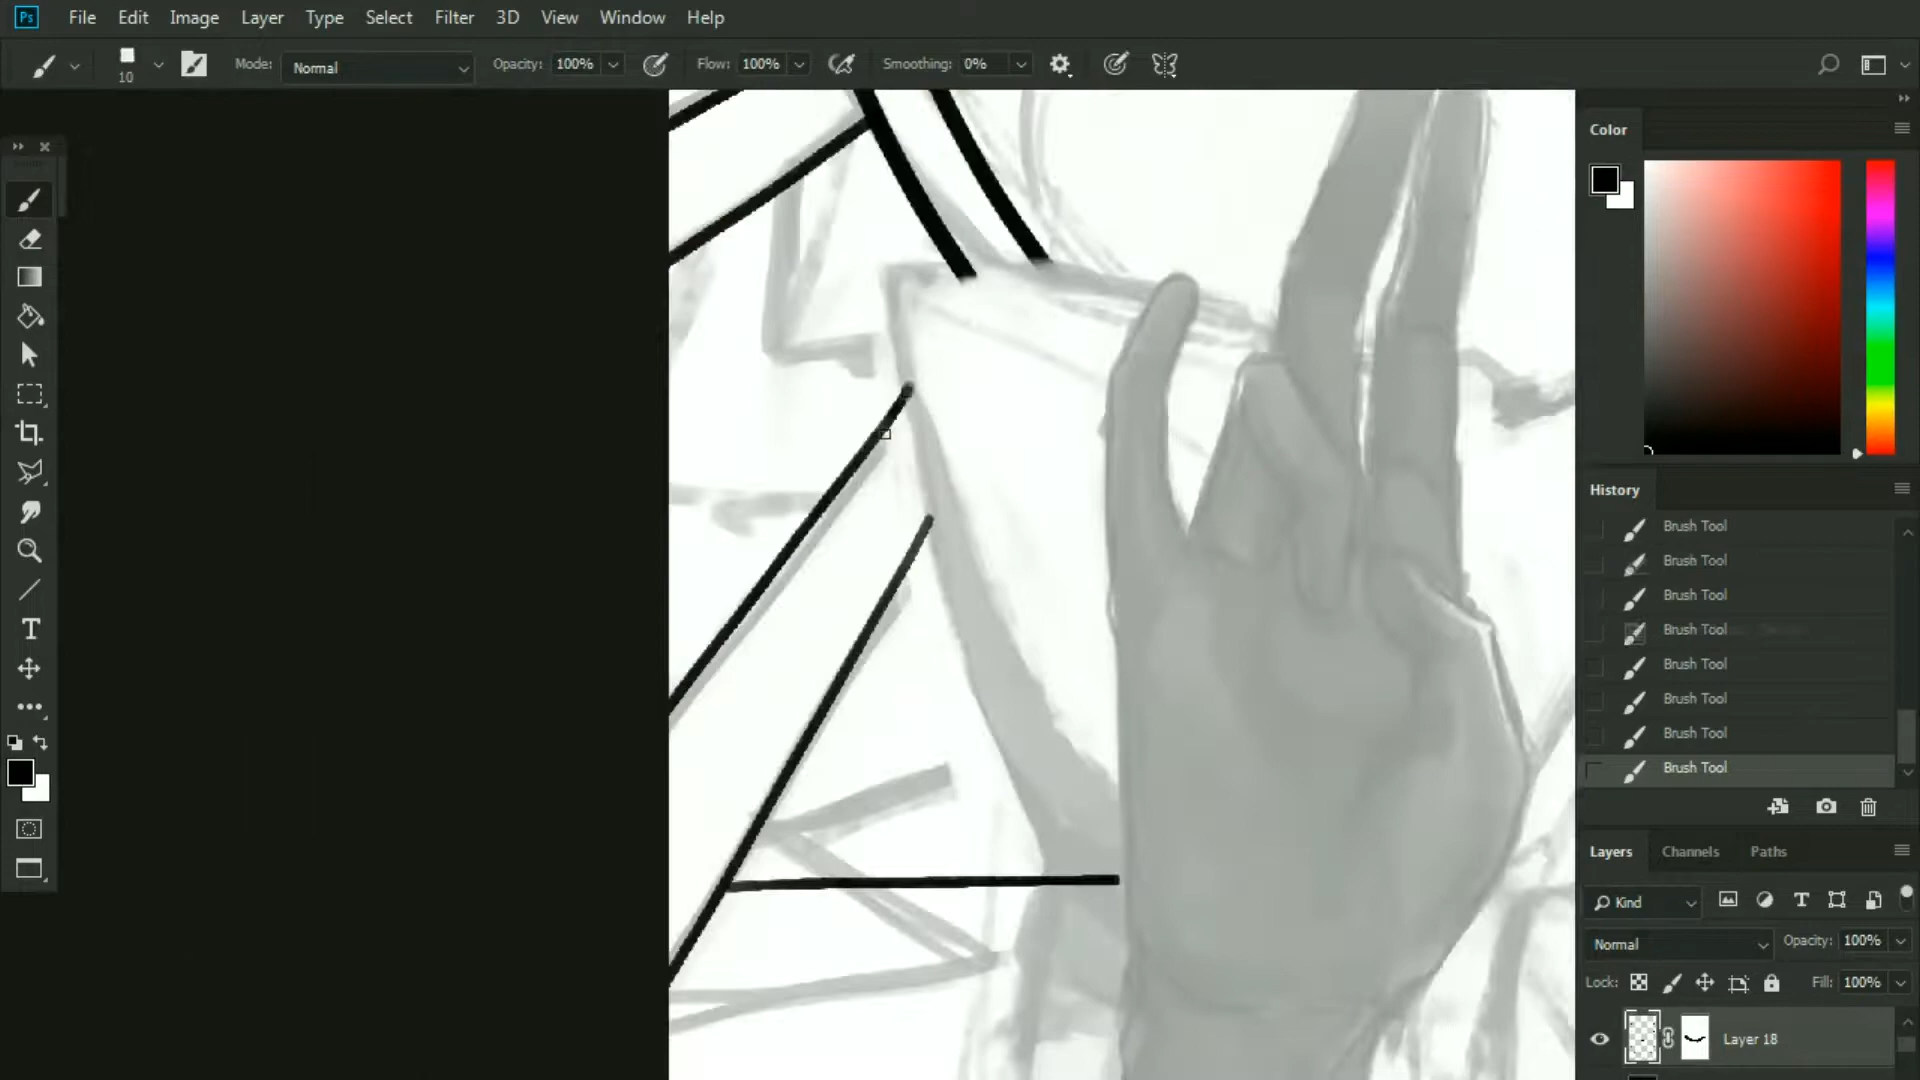 Ps File Edit Image Layer Type Select Filter 3D View Window Help
10 Mode: Normal Opacity: 100% Flow: 100% Smoothing: 0%
Color
History
Brush Tool
Brush Tool
Brush Tool
Brush Tool
Brush Tool
Brush Tool
Brush Tool
Brush Tool
Layers Channels Paths
Kind
Normal Opacity: 100%
Lock: Fill: 100%
Layer 18